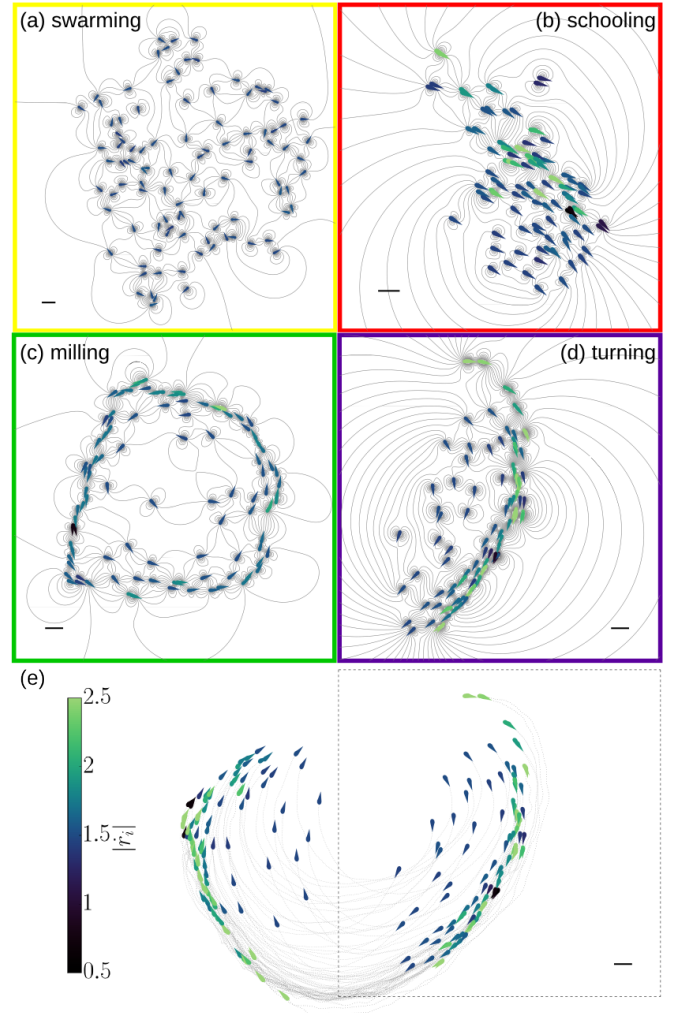 (a) swarming
(b) schooling
(c) milling
(d) turning
(e)
2.5
2
1.5
1
0.5
|ṙᵢ|